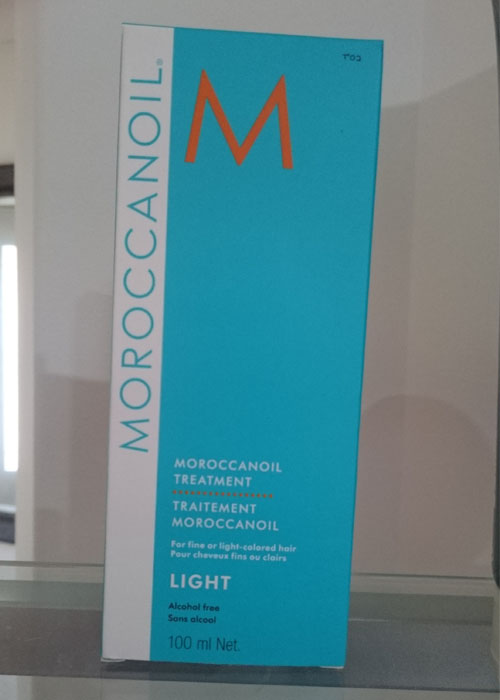 בס"ד
MOROCCANOIL®
M
MOROCCANOIL
TREATMENT
TRAITEMENT
MOROCCANOIL
For fine or light-colored hair
Pour cheveux fins ou clairs
LIGHT
Alcohol free
Sans alcool
100 ml Net.